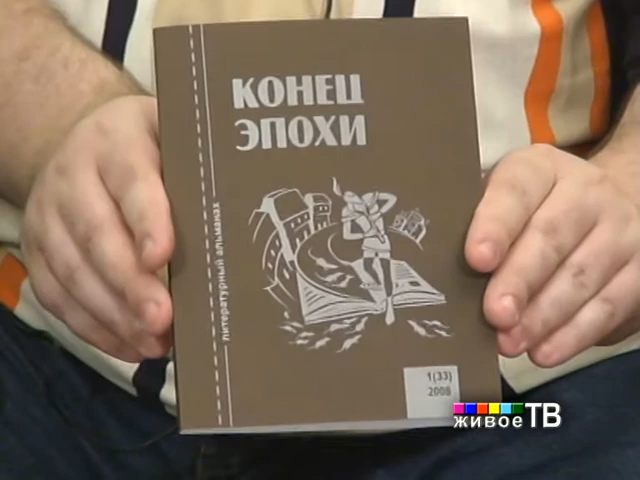 КОНЕЦ
ЭПОХИ
литературный альманах
1(33)
2008
живое ТВ